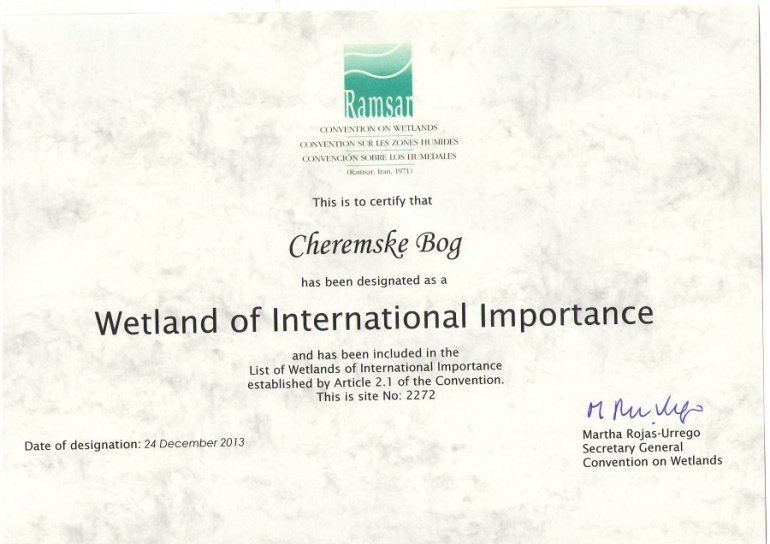 Ramsar
CONVENTION ON WETLANDS
CONVENTION SUR LES ZONES HUMIDES
CONVENCIÓN SOBRE LOS HUMEDALES
(Ramsar, Iran, 1971)
This is to certify that
Cheremske Bog
has been designated as a
Wetland of International Importance
and has been included in the
List of Wetlands of International Importance
established by Article 2.1 of the Convention.
This is site No: 2272
Martha Rojas-Urrego
Secretary General
Convention on Wetlands
Date of designation: 24 December 2013